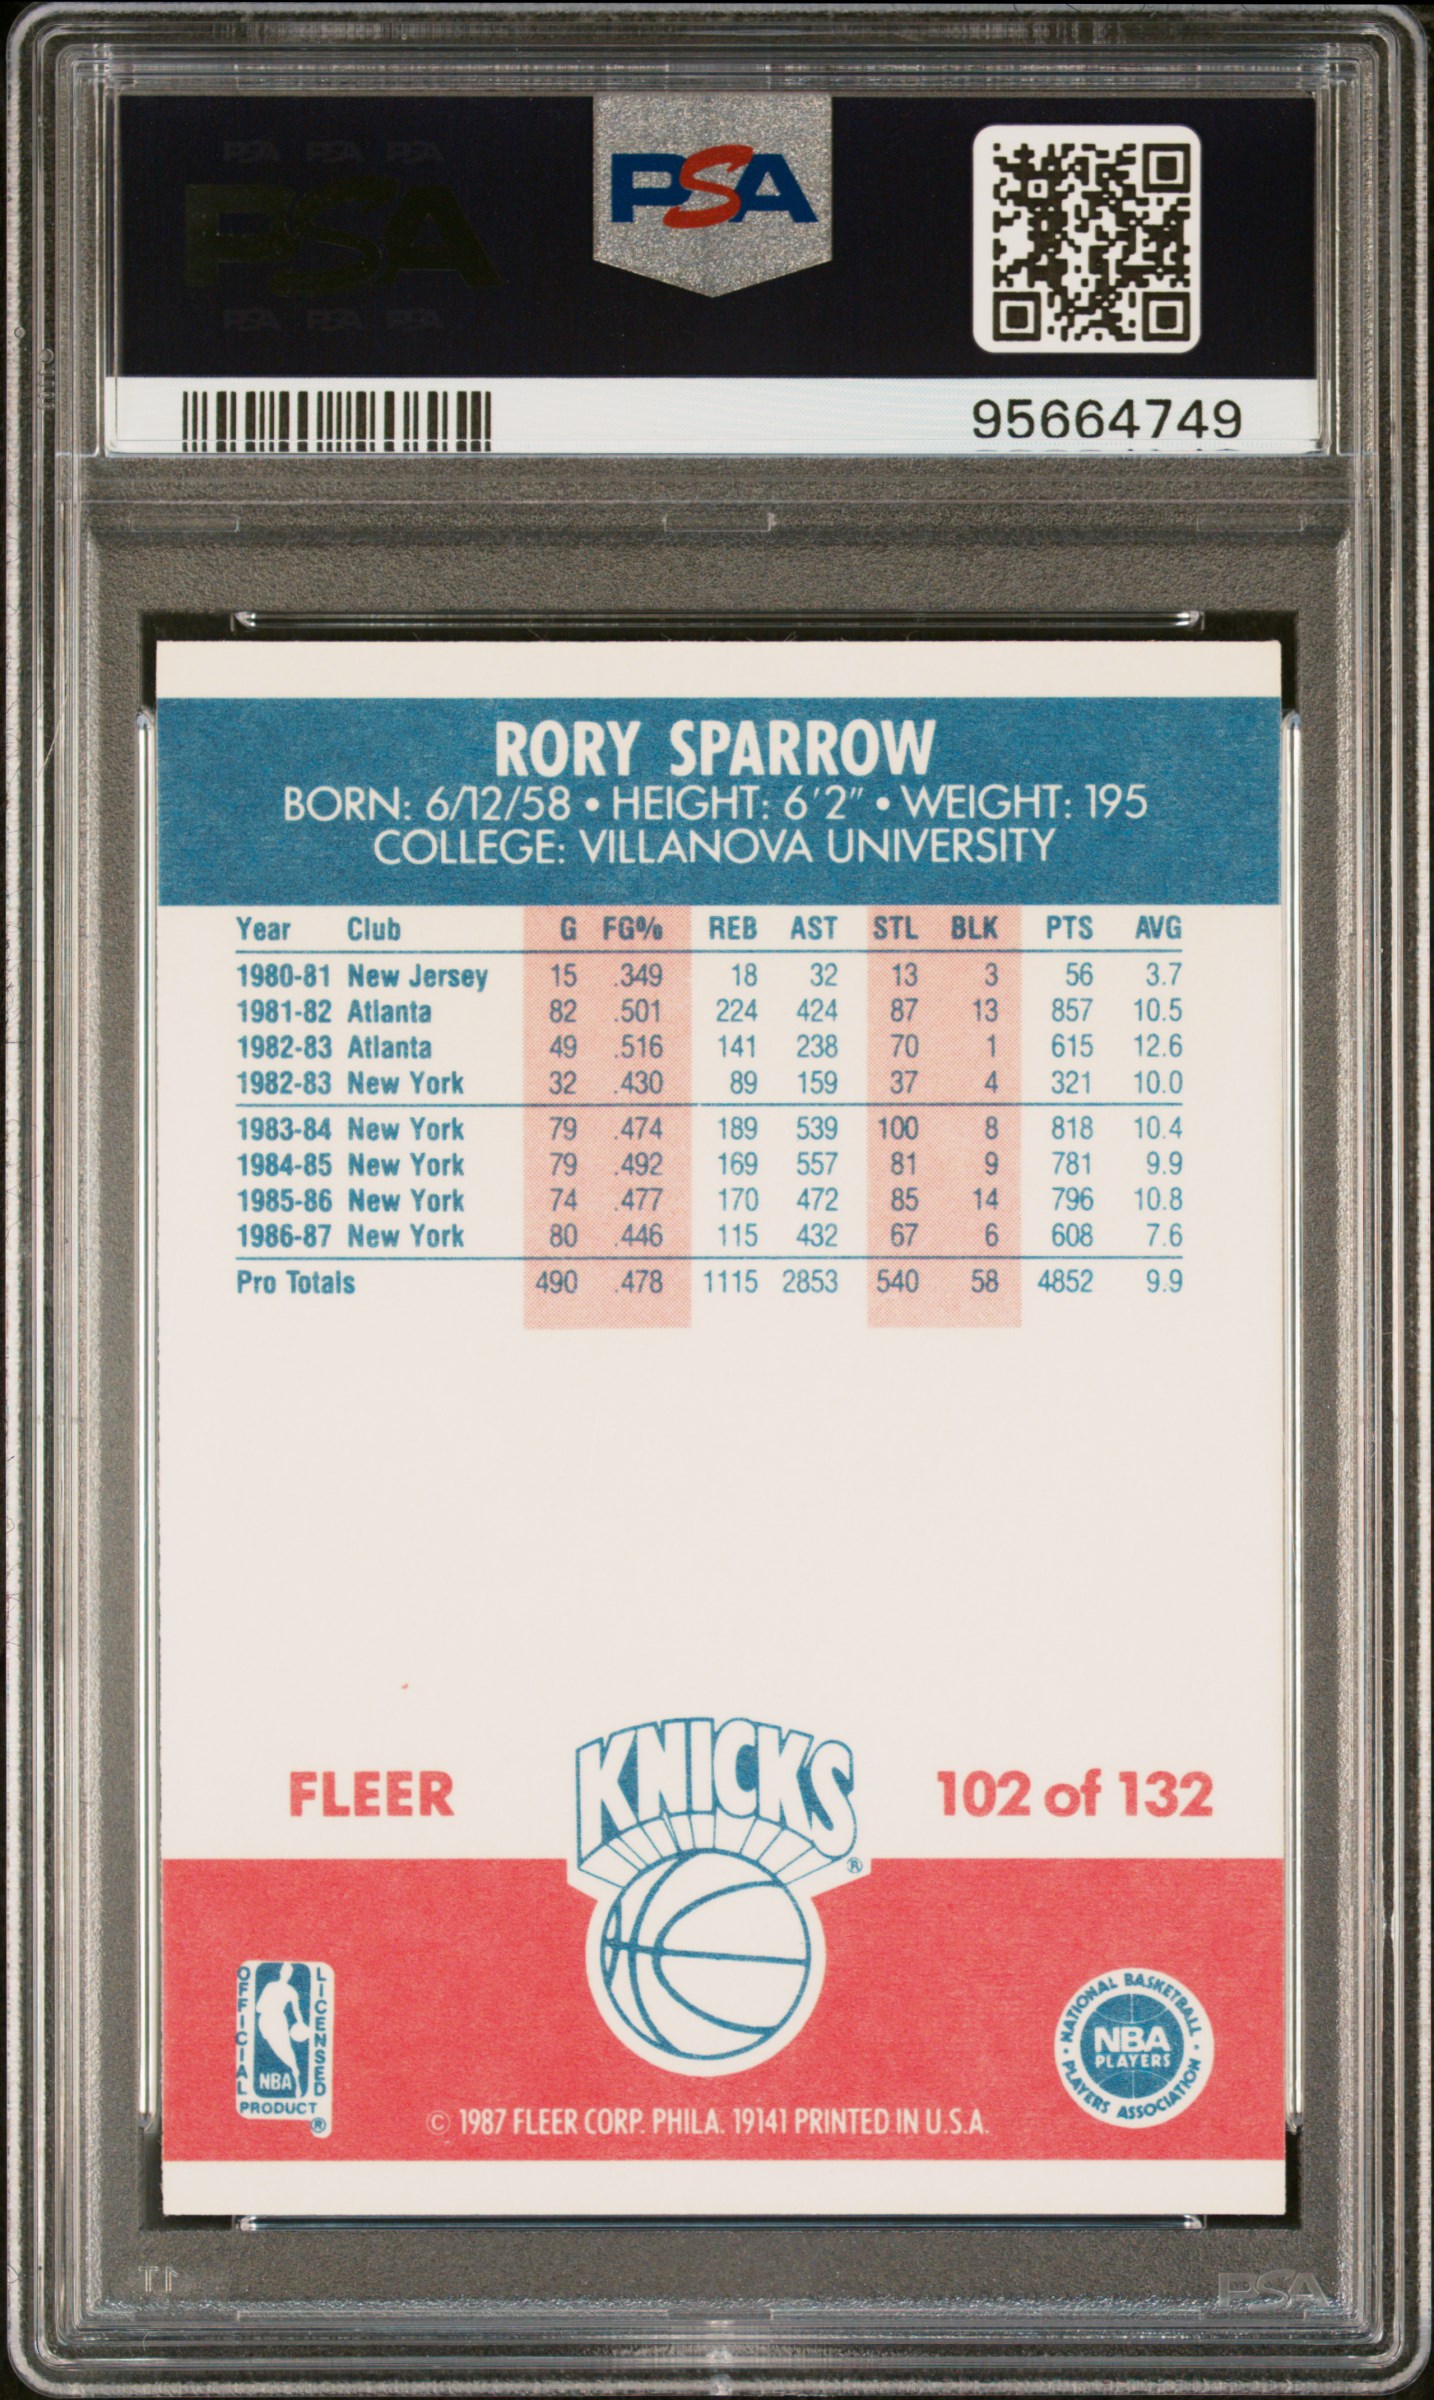 PSA PSA PSA
PSA
PSA PSA PSA
PSA
95664749
RORY SPARROW
BORN: 6/12/58 • HEIGHT: 6'2" • WEIGHT: 195
COLLEGE: VILLANOVA UNIVERSITY
Year Club G FG% REB AST STL BLK PTS AVG
1980-81 New Jersey 15 .349 18 32 13 3 56 3.7
1981-82 Atlanta 82 .501 224 424 87 13 857 10.5
1982-83 Atlanta 49 .516 141 238 70 1 615 12.6
1982-83 New York 32 .430 89 159 37 4 321 10.0
1983-84 New York 79 .474 189 539 100 8 818 10.4
1984-85 New York 79 .492 169 557 81 9 781 9.9
1985-86 New York 74 .477 170 472 85 14 796 10.8
1986-87 New York 80 .446 115 432 67 6 608 7.6
Pro Totals 490 .478 1115 2853 540 58 4852 9.9
FLEER
KNICKS ®
102 of 132
OFFICIAL LICENSED
NBA
PRODUCT ®
NATIONAL BASKETBALL
NBA
PLAYERS
• PLAYERS ASSOCIATION •
© 1987 FLEER CORP. PHILA. 19141 PRINTED IN U.S.A.
PSA